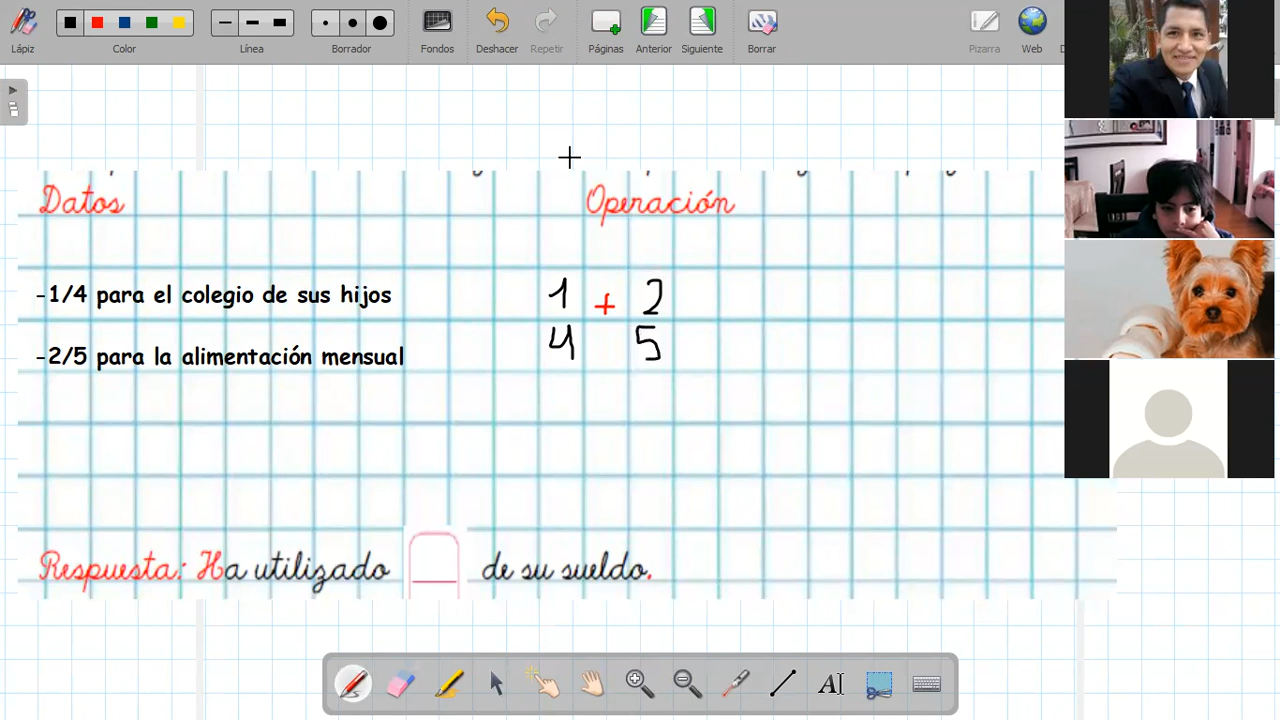 Lápiz Color Línea Borrador Fondos Deshacer Repetir Páginas Anterior Siguiente Borrar Pizarra Web
Datos Operación
-1/4 para el colegio de sus hijos
1 + 2
4 5
-2/5 para la alimentación mensual
Respuesta: Ha utilizado de su sueldo.